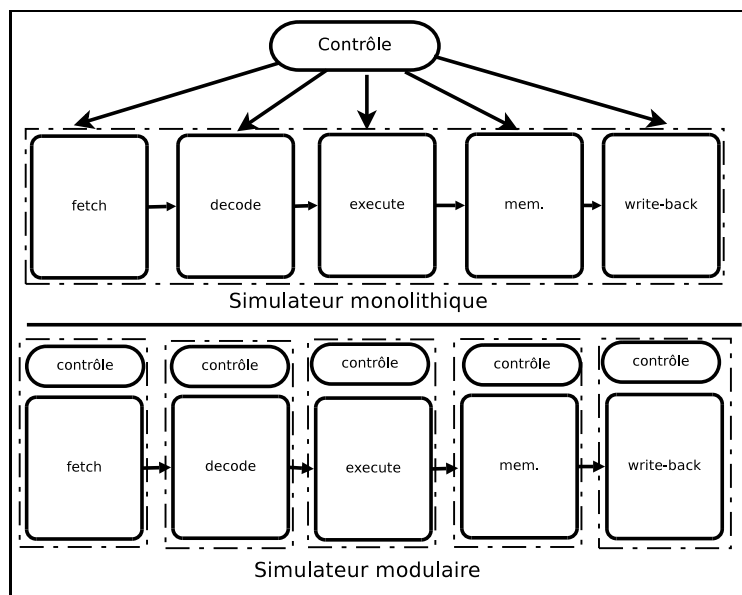 Contrôle
fetch
decode
execute
mem.
write-back
Simulateur monolithique
contrôle
contrôle
contrôle
contrôle
contrôle
fetch
decode
execute
mem.
write-back
Simulateur modulaire